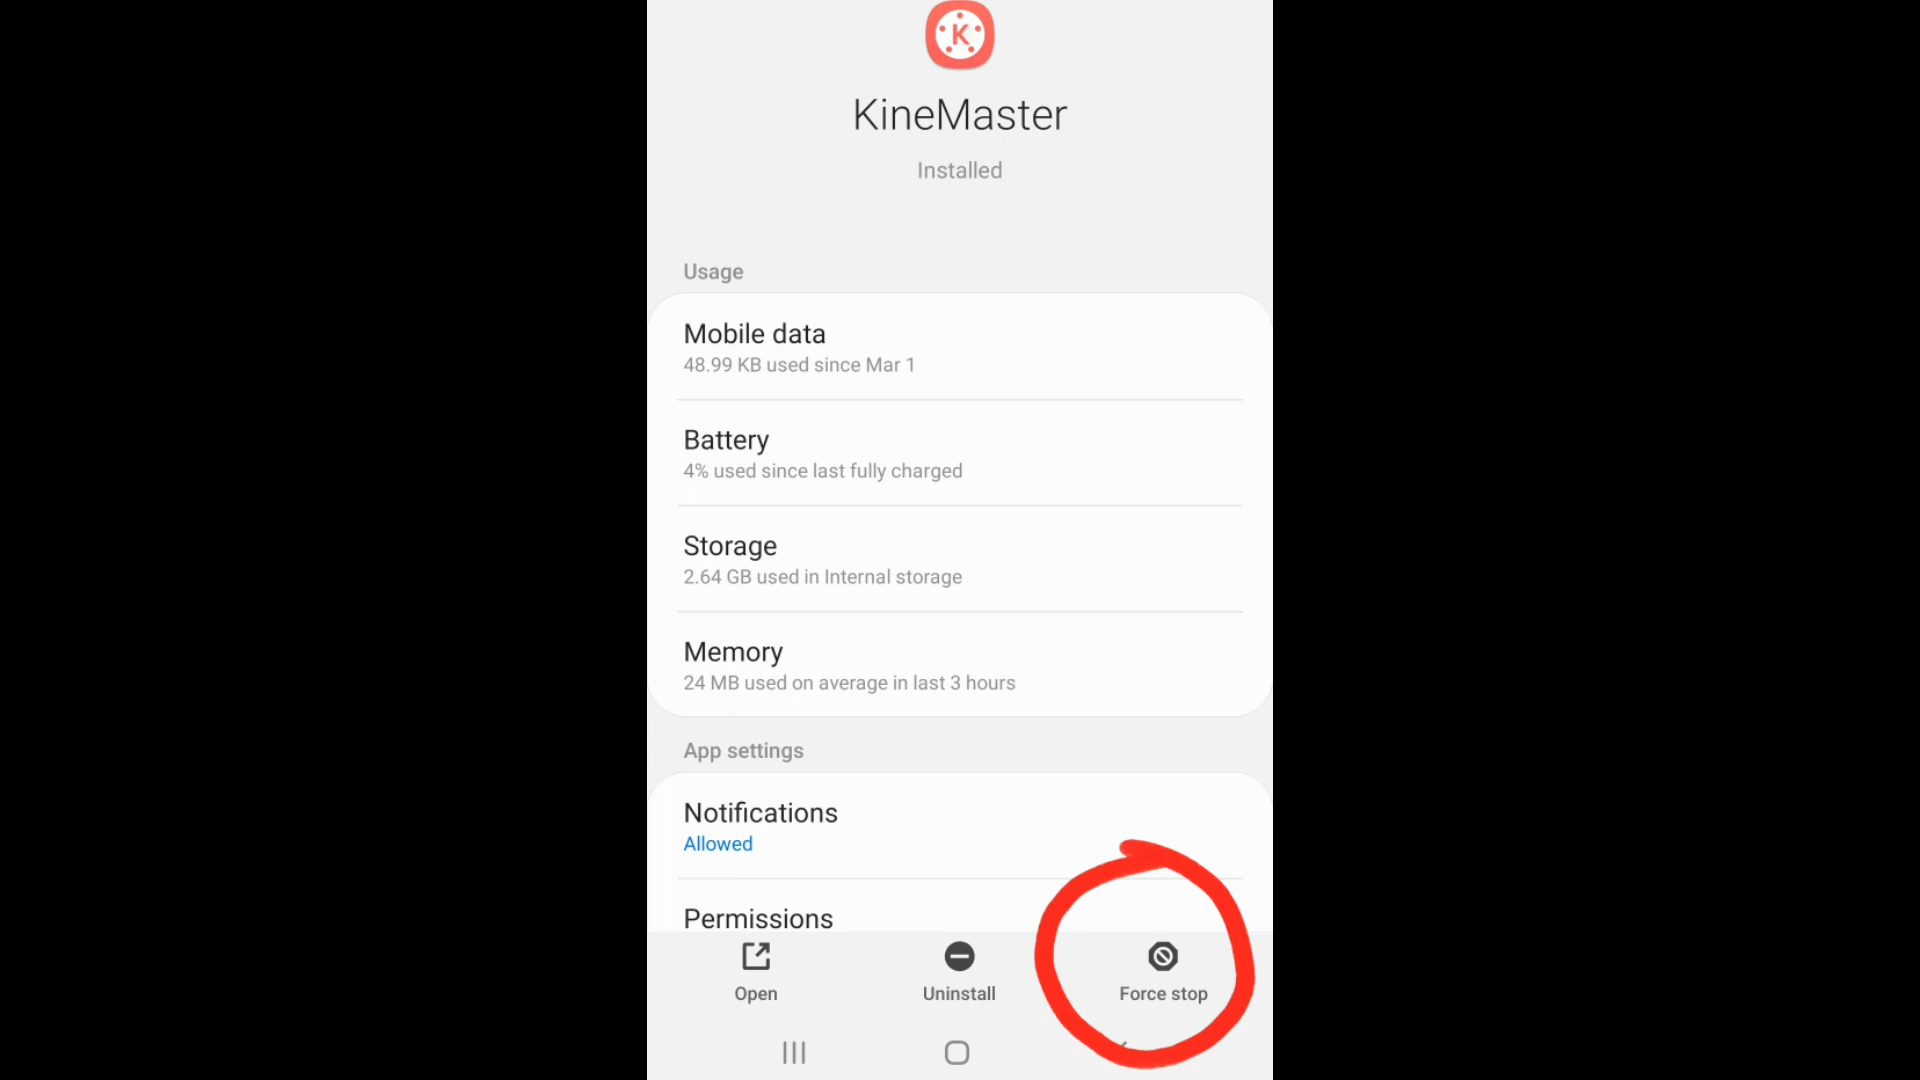 K
KineMaster
Installed
Usage
Mobile data
48.99 KB used since Mar 1
Battery
4% used since last fully charged
Storage
2.64 GB used in Internal storage
Memory
24 MB used on average in last 3 hours
App settings
Notifications
Allowed
Permissions
Open
Uninstall
Force stop